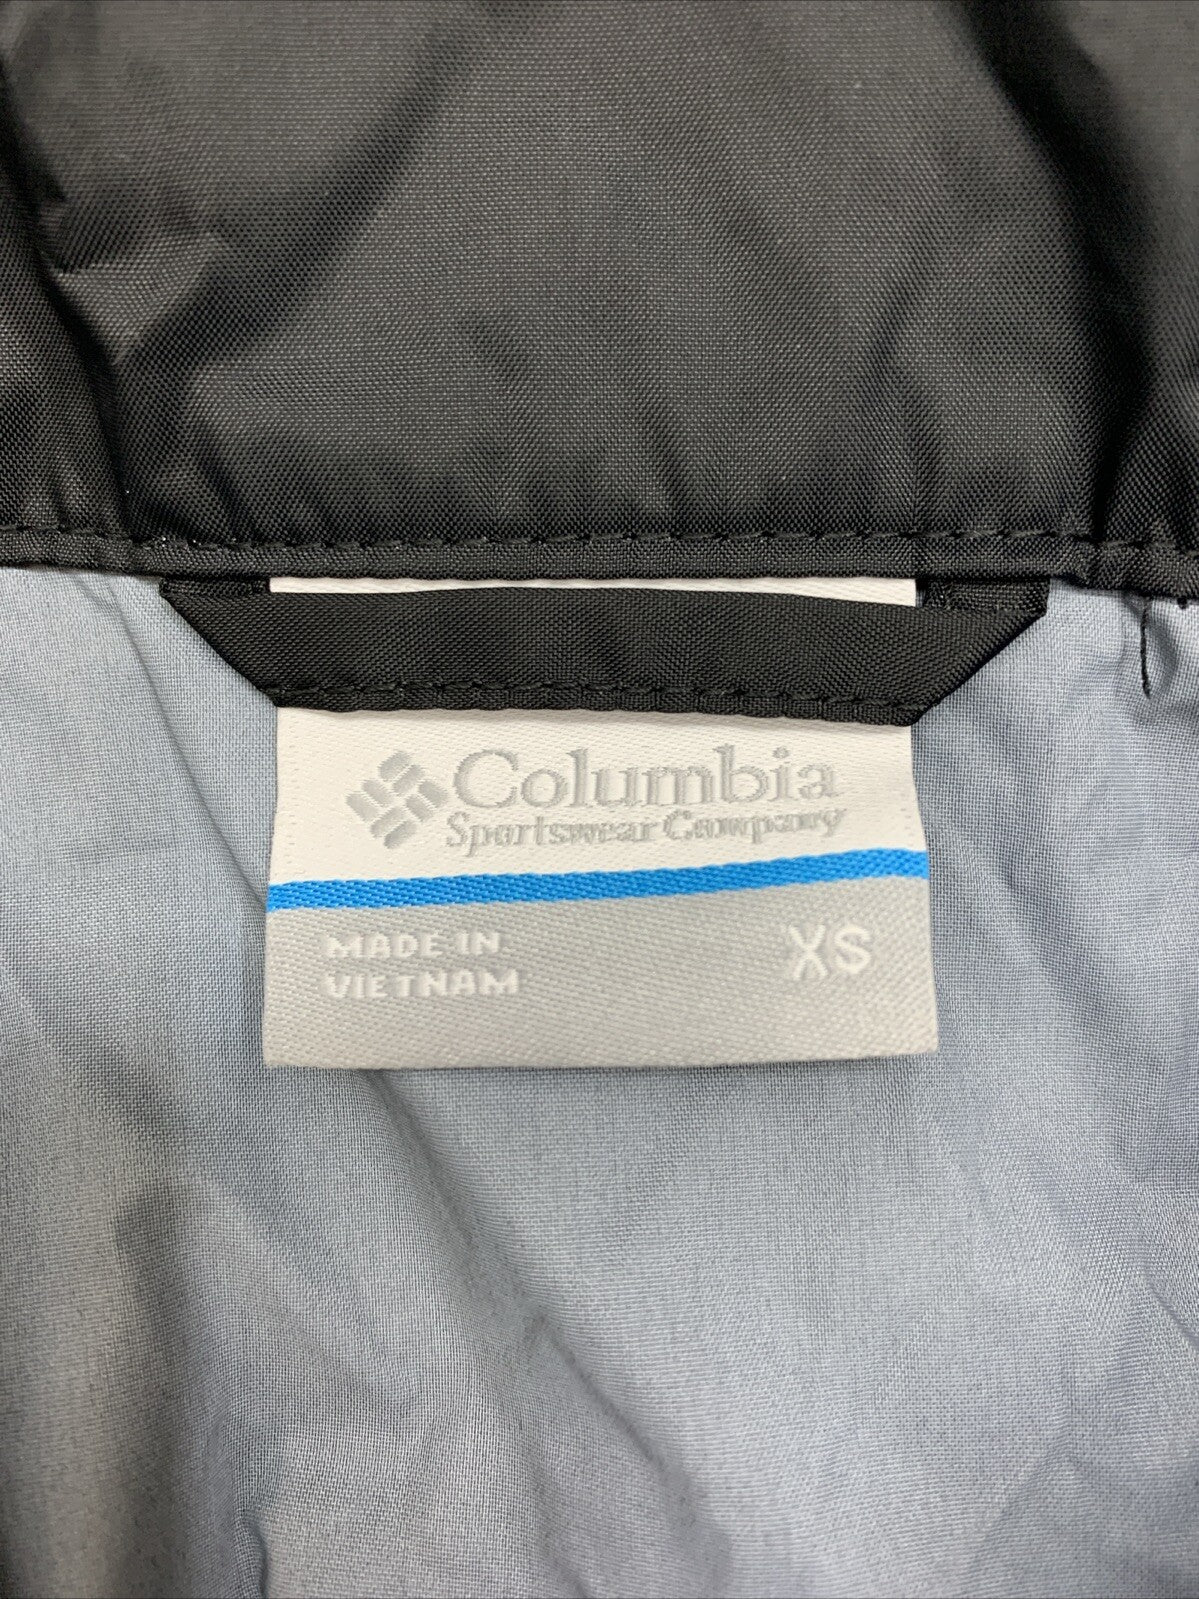 Columbia
Sportswear Company
MADE IN
VIETNAM
XS